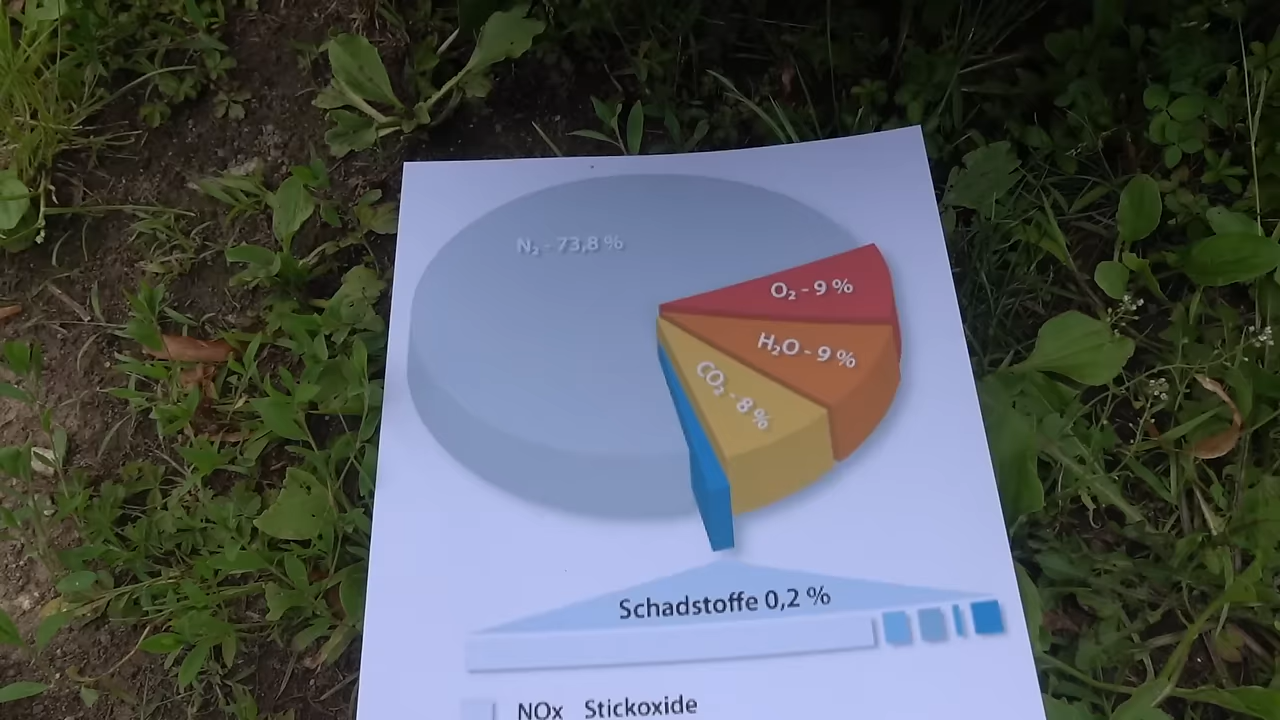 N₂ - 73,8 %
O₂ - 9 %
H₂O - 9 %
CO₂ - 8 %
Schadstoffe 0,2 %
NOx Stickoxide